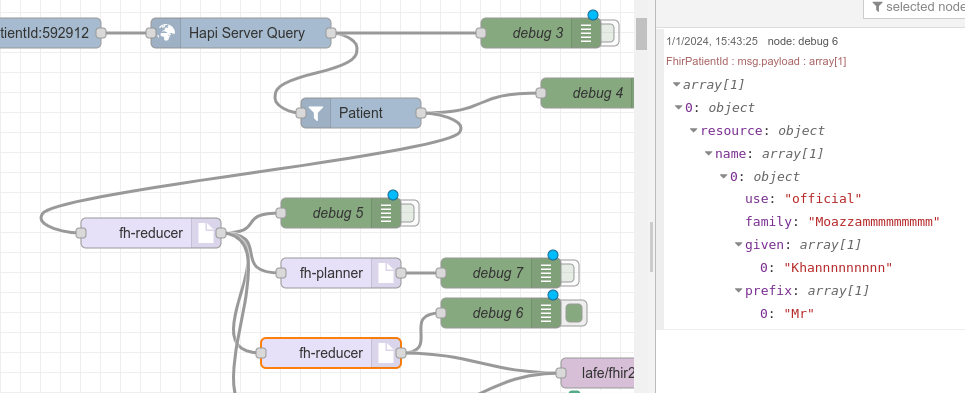 tientId:592912
Hapi Server Query
debug 3
debug 4
Patient
debug 5
fh-reducer
fh-planner
debug 7
debug 6
fh-reducer
lafe/fhir2
selected node
1/1/2024, 15:43:25 node: debug 6
FhirPatientId : msg.payload : array[1]
array[1]
0: object
resource: object
name: array[1]
0: object
use: "official"
family: "Moazzammmmmmmmm"
given: array[1]
0: "Khannnnnnnnn"
prefix: array[1]
0: "Mr"